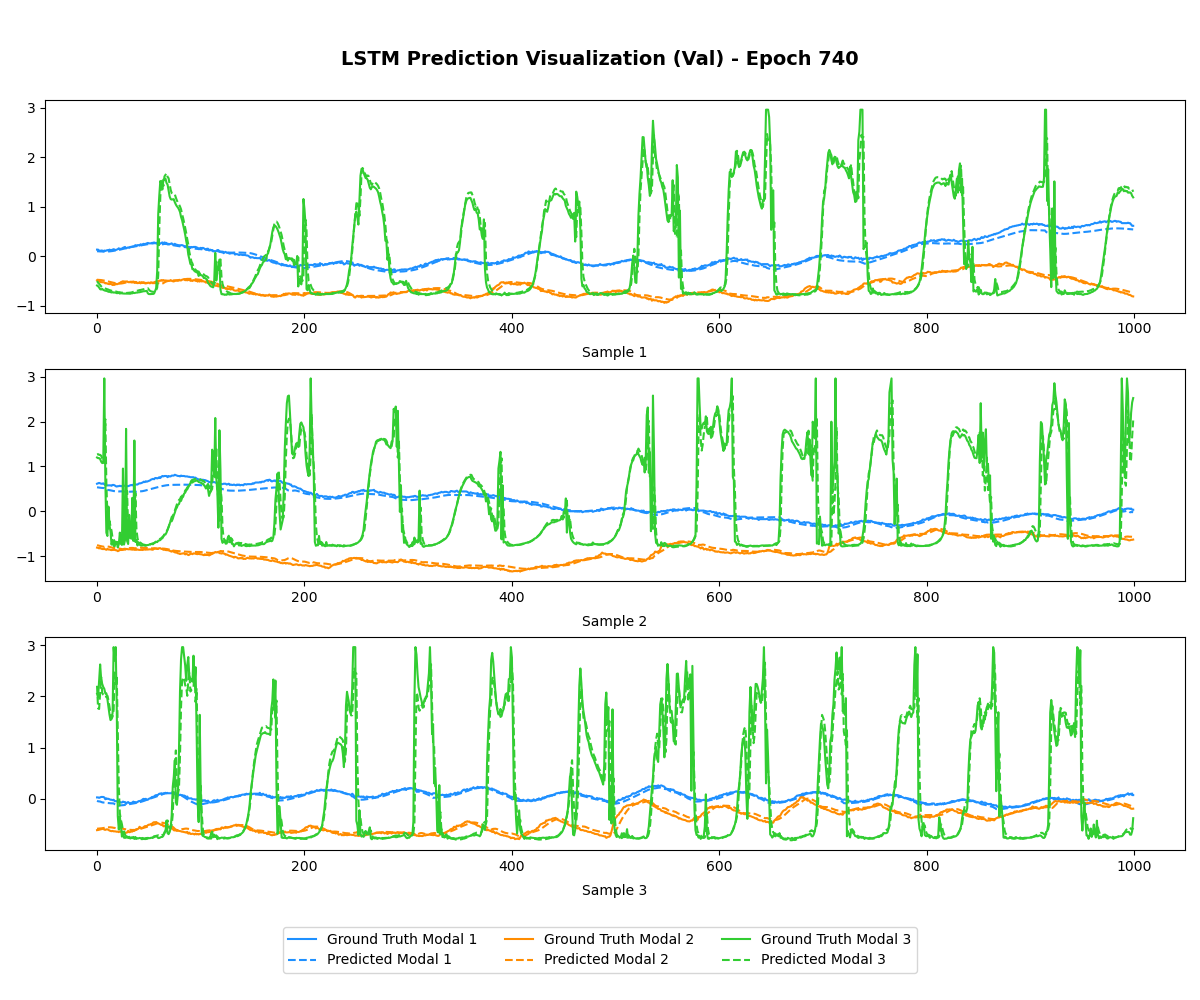 LSTM Prediction Visualization (Val) - Epoch 740
3
2
1
0
−1
0 200 400 600 800 1000
Sample 1
3
2
1
0
−1
0 200 400 600 800 1000
Sample 2
3
2
1
0
0 200 400 600 800 1000
Sample 3
Ground Truth Modal 1 Ground Truth Modal 2 Ground Truth Modal 3
Predicted Modal 1 Predicted Modal 2 Predicted Modal 3